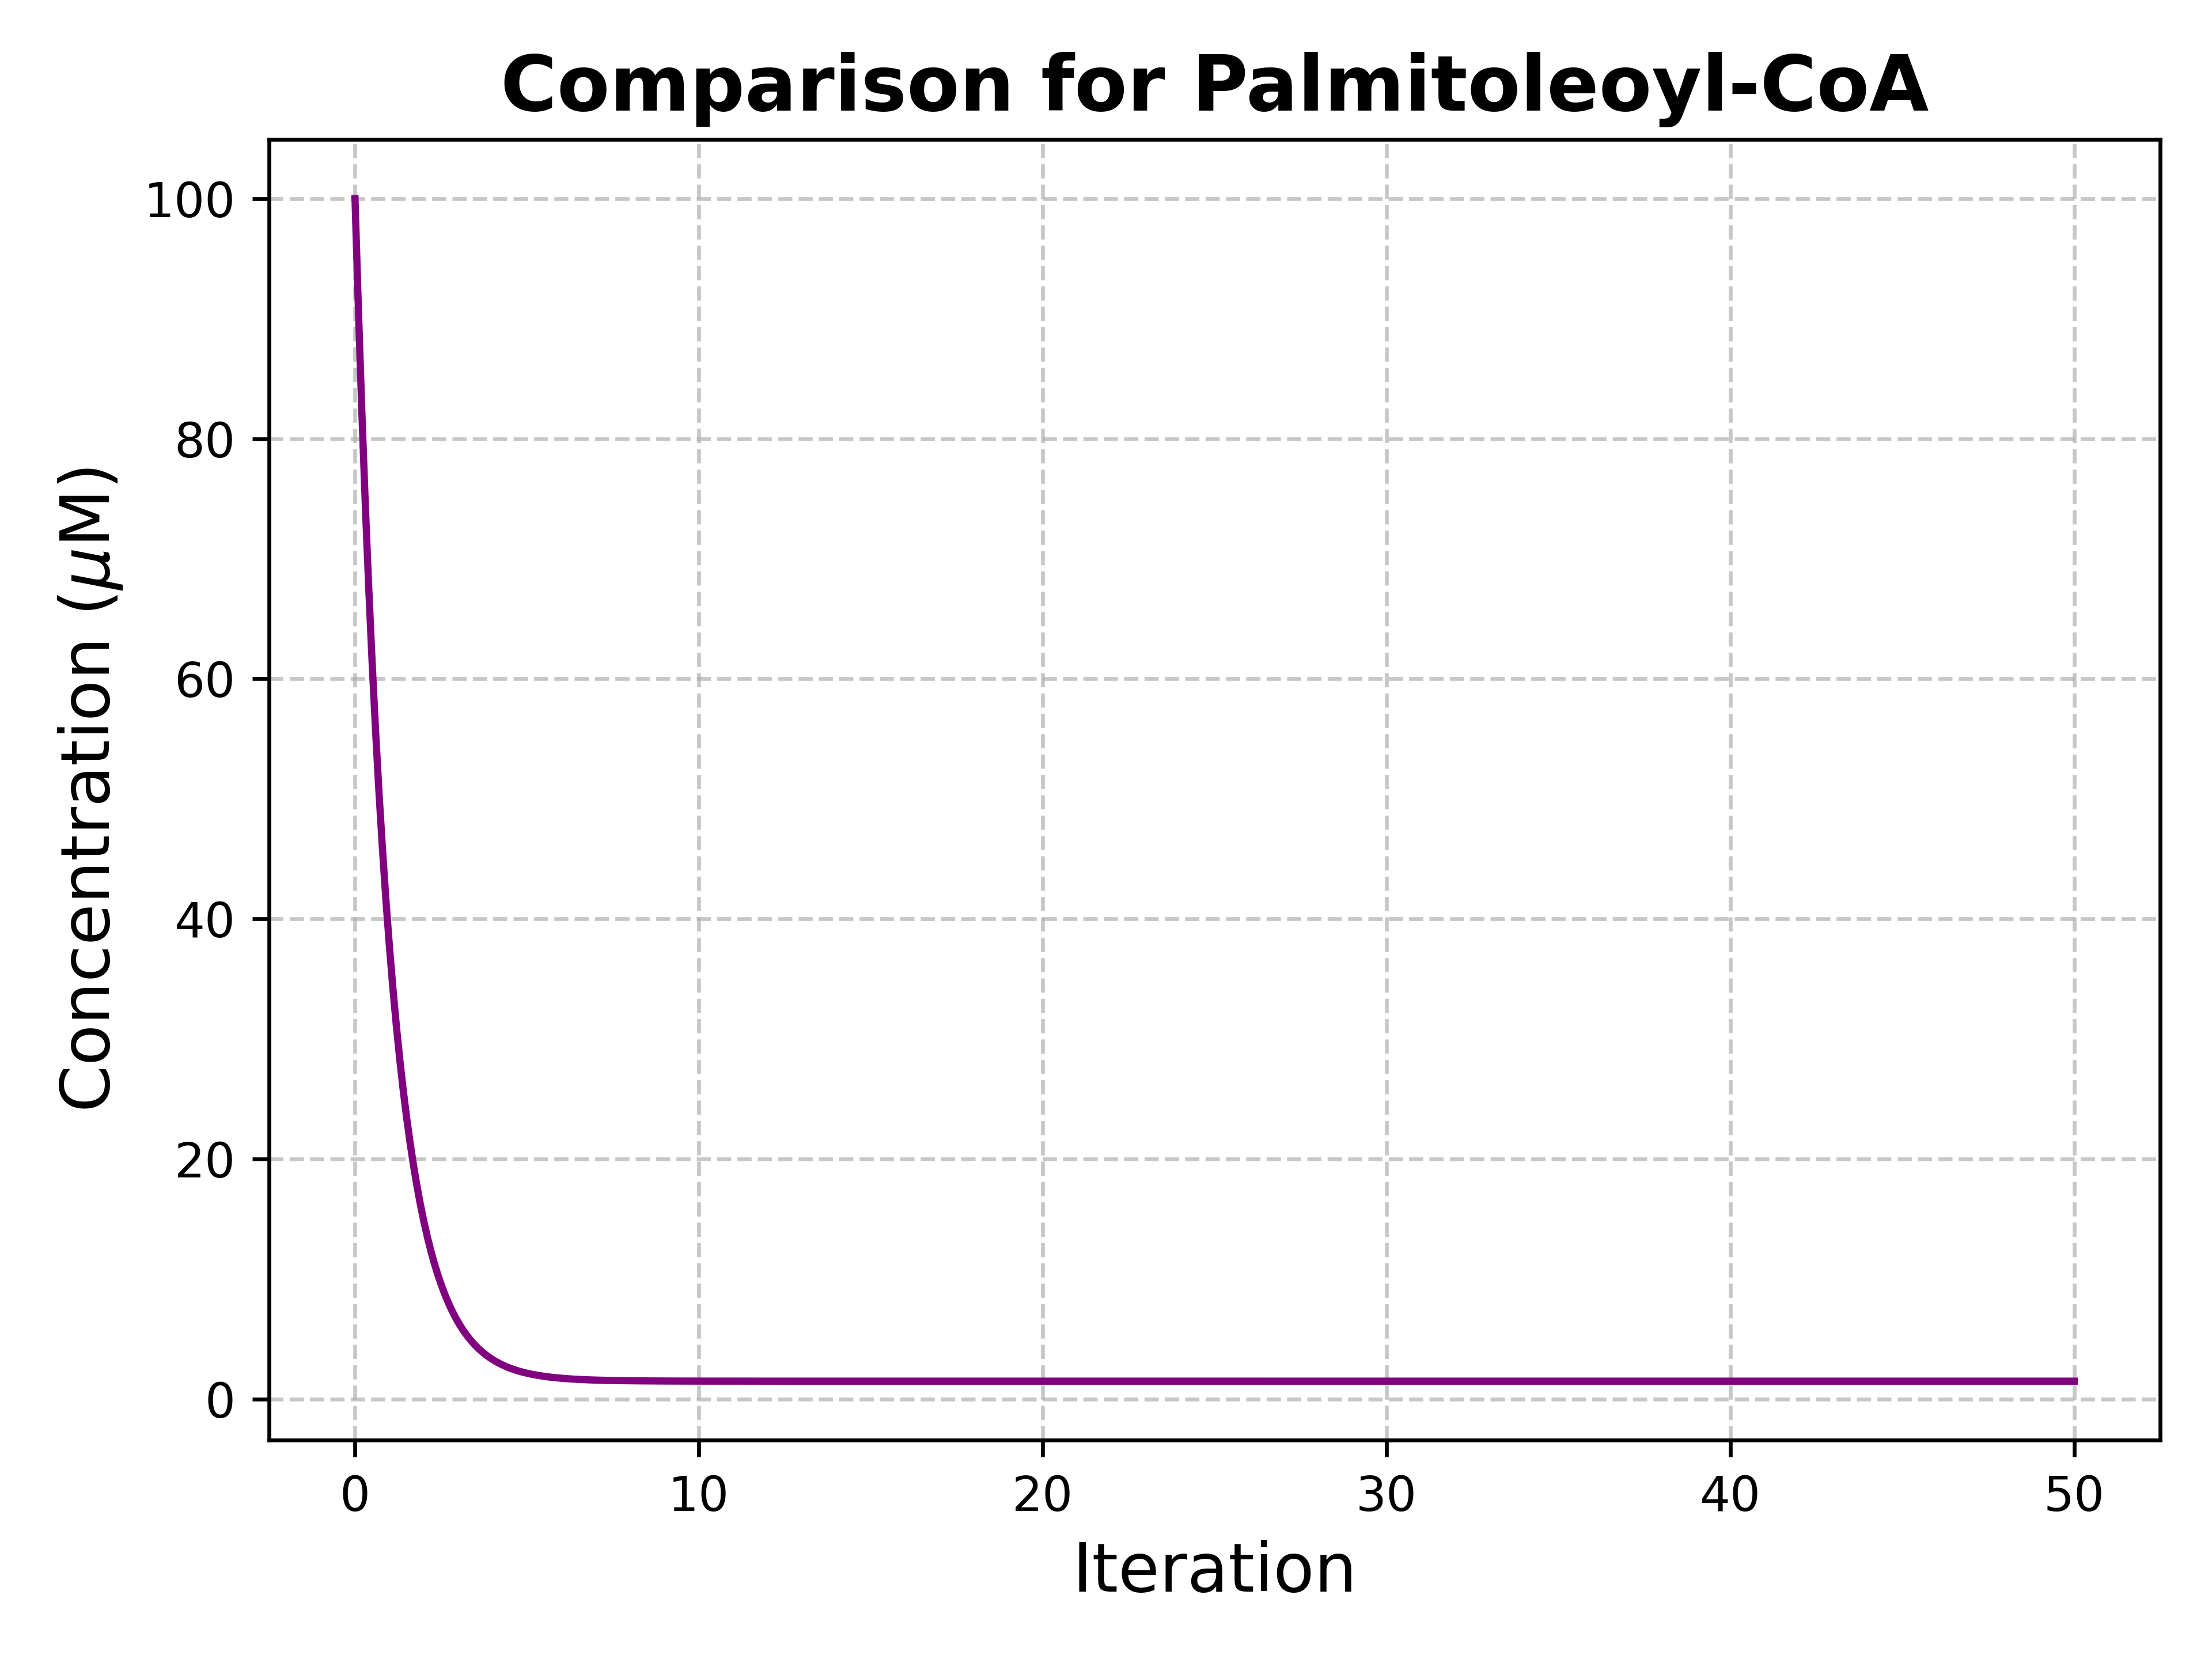 Comparison for Palmitoleoyl-CoA
Concentration (μM)
100
80
60
40
20
0
0 10 20 30 40 50
Iteration